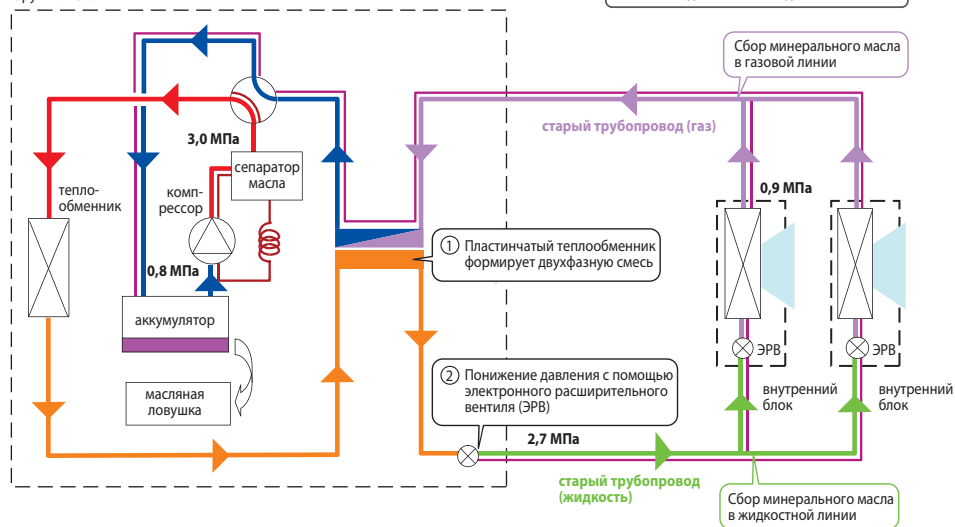 Сбор минерального масла
в газовой линии
старый трубопровод (газ)
3,0 МПа
сепаратор
масла
тепло-
обменник
ком-
прессор
0,9 МПа
1 Пластинчатый теплообменник
формирует двухфазную смесь
0,8 МПа
аккумулятор
ЭРВ
ЭРВ
масляная
ловушка
2 Понижение давления с помощью
электронного расширительного
вентиля (ЭРВ)
внутренний
блок
внутренний
блок
2,7 МПа
старый трубопровод
(жидкость)
Сбор минерального масла
в жидкостной линии